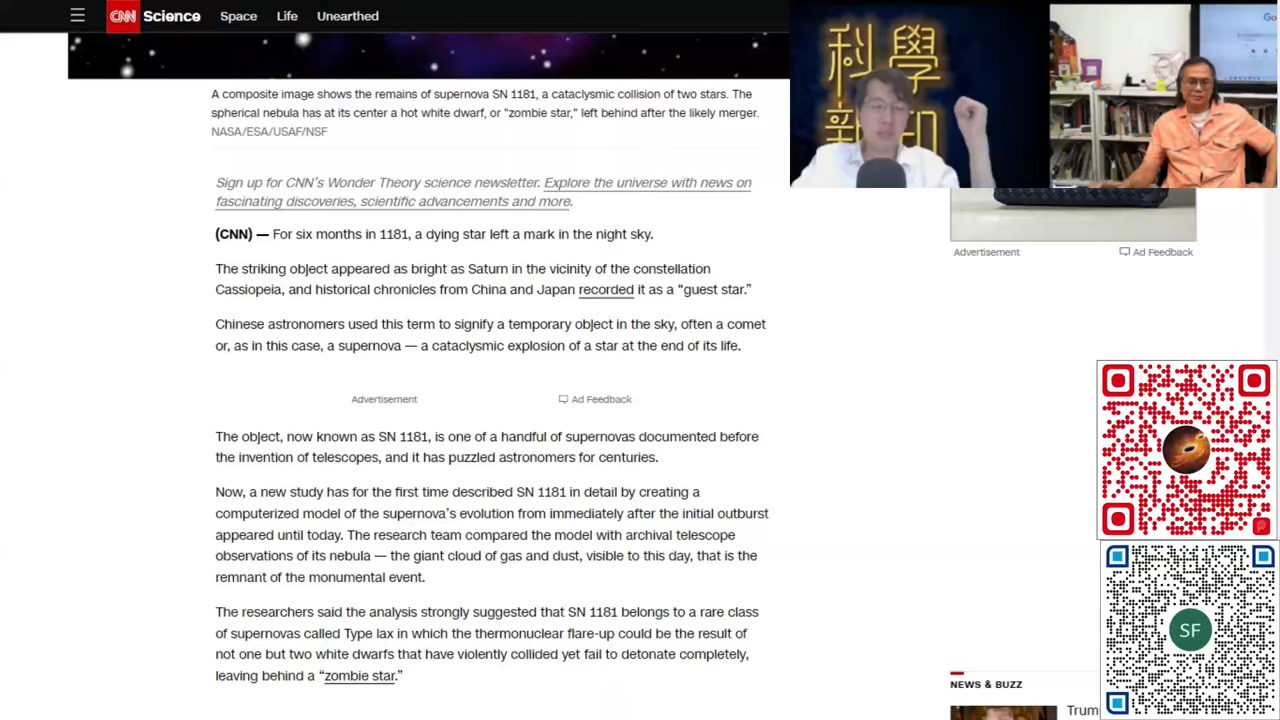 CNN Science Space Life Unearthed
科學
新知
A composite image shows the remains of supernova SN 1181, a cataclysmic collision of two stars. The
spherical nebula has at its center a hot white dwarf, or "zombie star," left behind after the likely merger.
NASA/ESA/USAF/NSF
Sign up for CNN's Wonder Theory science newsletter. Explore the universe with news on
fascinating discoveries, scientific advancements and more.
(CNN) — For six months in 1181, a dying star left a mark in the night sky.
The striking object appeared as bright as Saturn in the vicinity of the constellation
Cassiopeia, and historical chronicles from China and Japan recorded it as a "guest star."
Chinese astronomers used this term to signify a temporary object in the sky, often a comet
or, as in this case, a supernova — a cataclysmic explosion of a star at the end of its life.
Advertisement Ad Feedback
The object, now known as SN 1181, is one of a handful of supernovas documented before
the invention of telescopes, and it has puzzled astronomers for centuries.
Now, a new study has for the first time described SN 1181 in detail by creating a
computerized model of the supernova's evolution from immediately after the initial outburst
appeared until today. The research team compared the model with archival telescope
observations of its nebula — the giant cloud of gas and dust, visible to this day, that is the
remnant of the monumental event.
The researchers said the analysis strongly suggested that SN 1181 belongs to a rare class
of supernovas called Type Iax in which the thermonuclear flare-up could be the result of
not one but two white dwarfs that have violently collided yet fail to detonate completely,
leaving behind a "zombie star."
Advertisement Ad Feedback
SF
NEWS & BUZZ
Trum